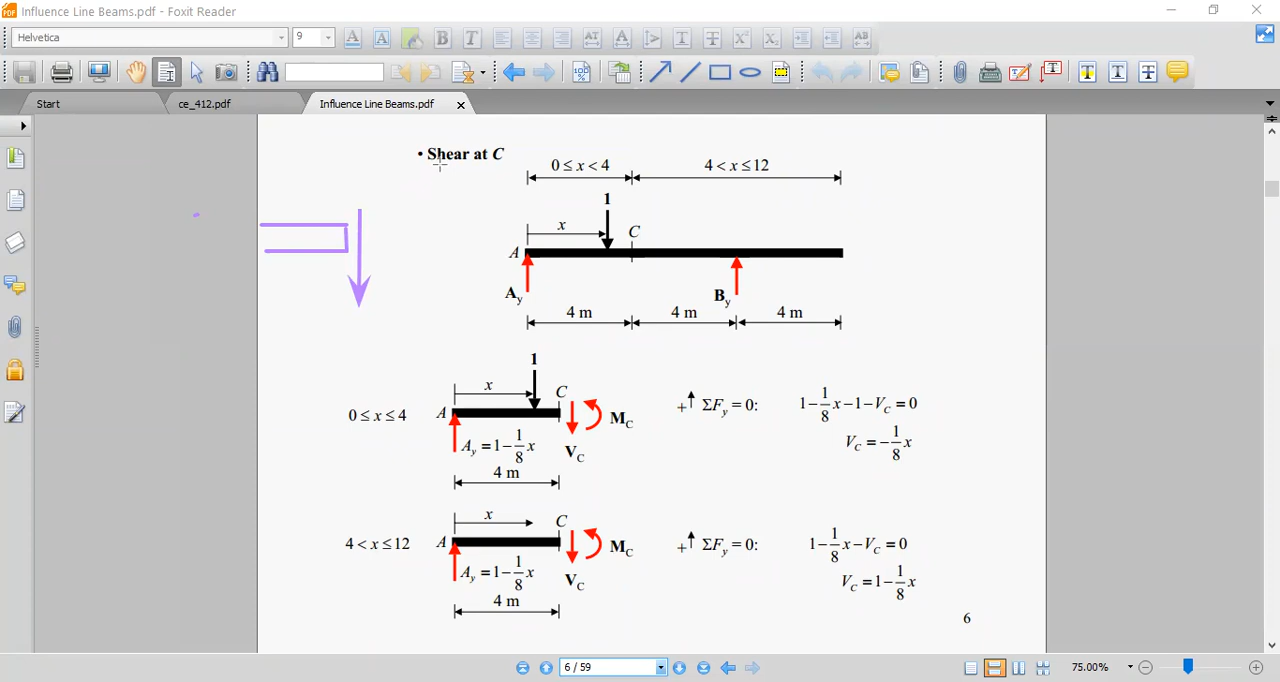 Influence Line Beams.pdf - Foxit Reader
Helvetica 9
Start ce_412.pdf Influence Line Beams.pdf
• Shear at C
0 ≤ x < 4 4 < x ≤ 12
1
x C
A
A_y B_y
4 m 4 m 4 m
1
x C
0 ≤ x ≤ 4 A M_C +↑ ΣF_y = 0: 1 - 1/8 x - 1 - V_C = 0
A_y = 1 - 1/8 x V_C V_C = - 1/8 x
4 m
x C
4 < x ≤ 12 A M_C +↑ ΣF_y = 0: 1 - 1/8 x - V_C = 0
A_y = 1 - 1/8 x V_C V_C = 1 - 1/8 x
4 m
6
6 / 59 75.00%